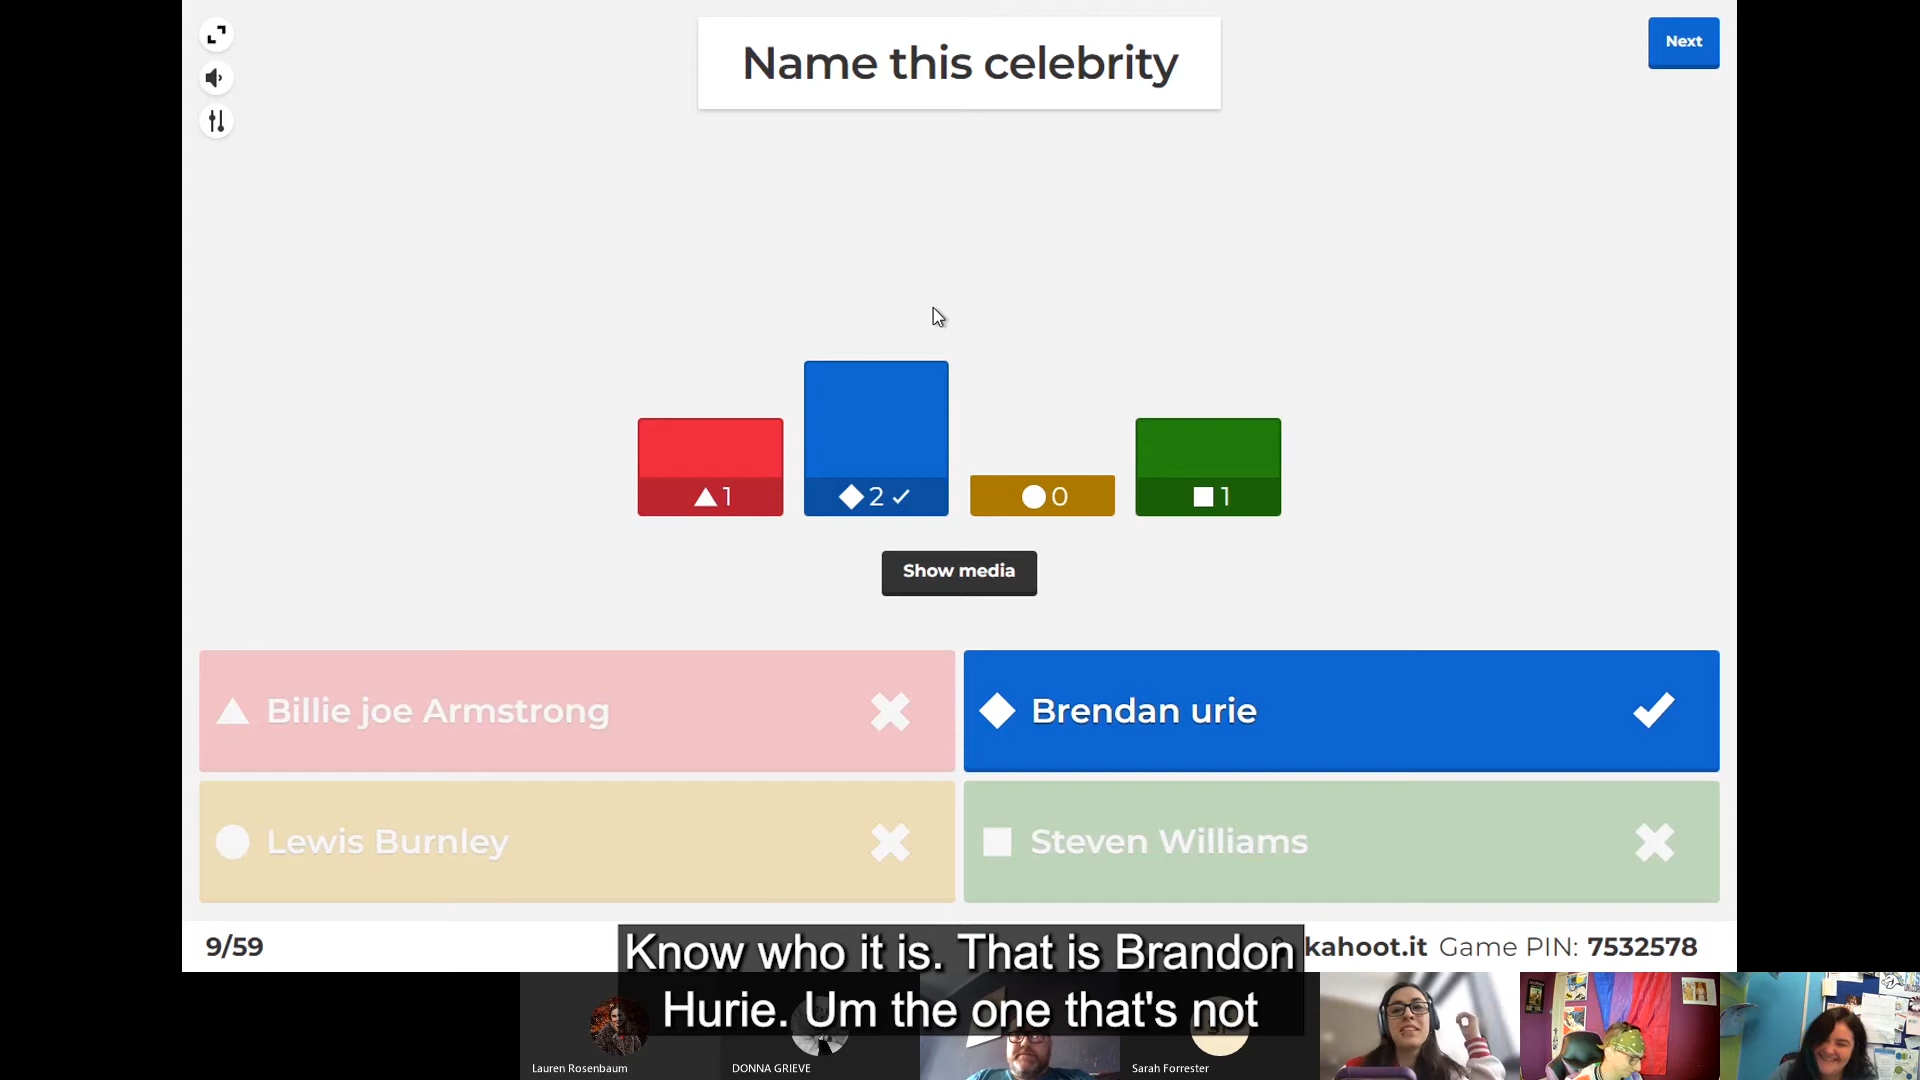 Name this celebrity
Next
1
2
0
1
Show media
Billie joe Armstrong
Brendan urie
Lewis Burnley
Steven Williams
9/59
kahoot.it Game PIN: 7532578
Know who it is. That is Brandon
Hurie. Um the one that's not
Lauren Rosenbaum
DONNA GRIEVE
Sarah Forrester